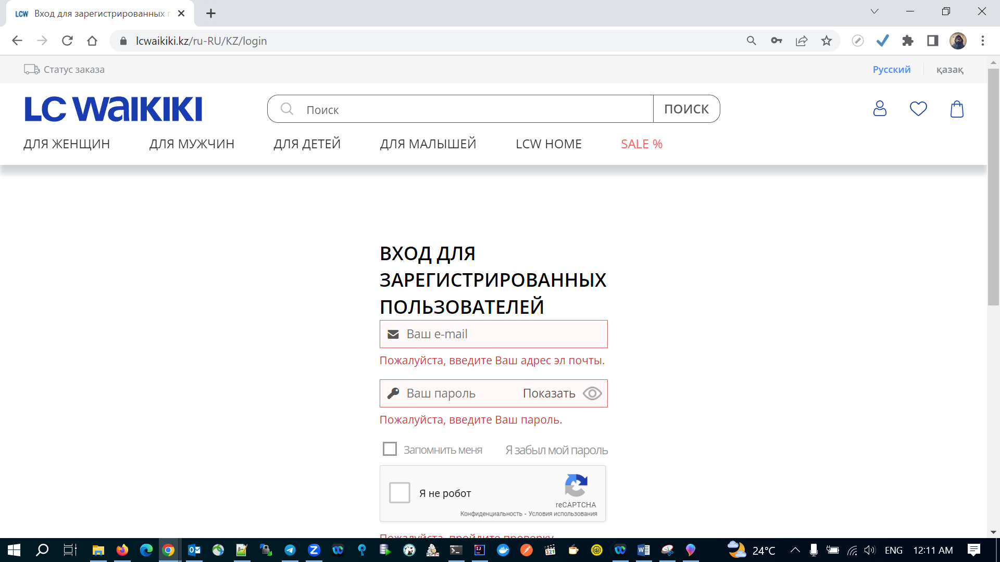 LCW Вход для зарегистрированных
lcwaikiki.kz/ru-RU/KZ/login
Статус заказа
Русский
қазақ
LC WAIKIKI
Поиск
ПОИСК
ДЛЯ ЖЕНЩИН
ДЛЯ МУЖЧИН
ДЛЯ ДЕТЕЙ
ДЛЯ МАЛЫШЕЙ
LCW HOME
SALE %
ВХОД ДЛЯ
ЗАРЕГИСТРИРОВАННЫХ
ПОЛЬЗОВАТЕЛЕЙ
Ваш e-mail
Пожалуйста, введите Ваш адрес эл почты.
Ваш пароль
Показать
Пожалуйста, введите Ваш пароль.
Запомнить меня
Я забыл мой пароль
Я не робот
reCAPTCHA
Конфиденциальность - Условия использования
Пожалуйста, пройдите проверку
24°C
ENG
12:11 AM